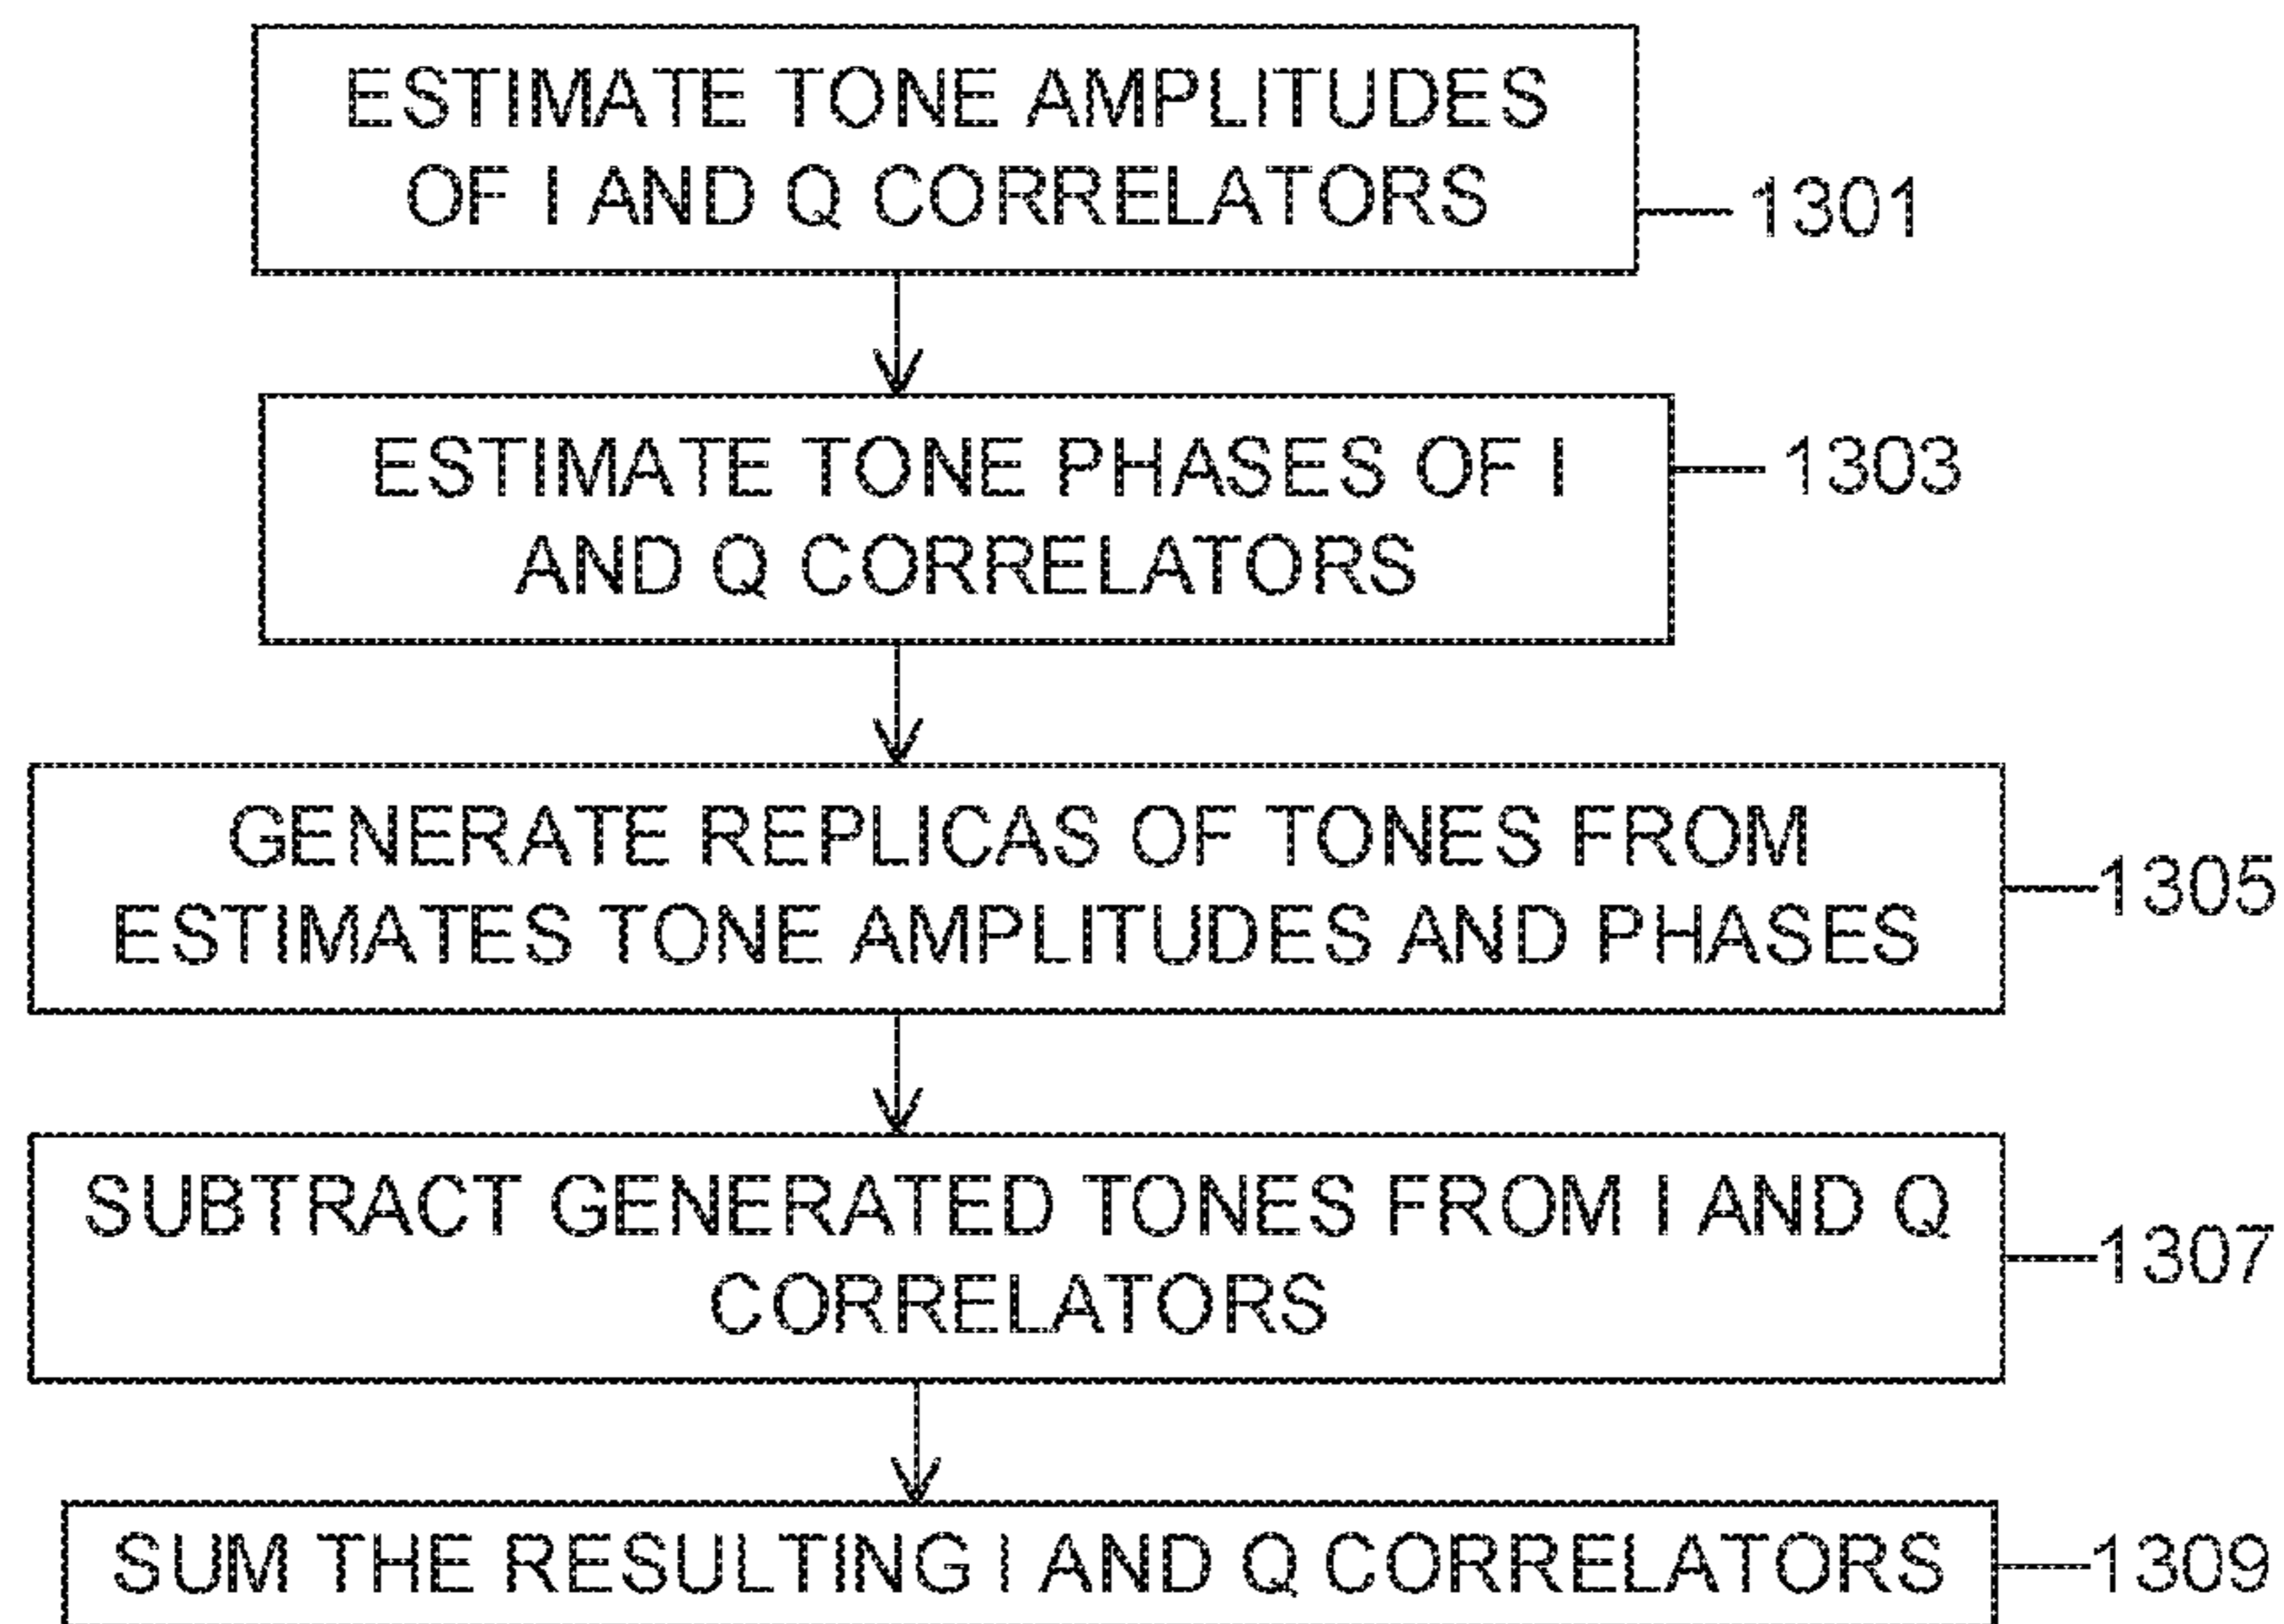 ESTIMATE TONE AMPLITUDES
OF I AND Q CORRELATORS
1301
ESTIMATE TONE PHASES OF I
AND Q CORRELATORS
1303
GENERATE REPLICAS OF TONES FROM
ESTIMATES TONE AMPLITUDES AND PHASES
1305
SUBTRACT GENERATED TONES FROM I AND Q
CORRELATORS
1307
SUM THE RESULTING I AND Q CORRELATORS
1309